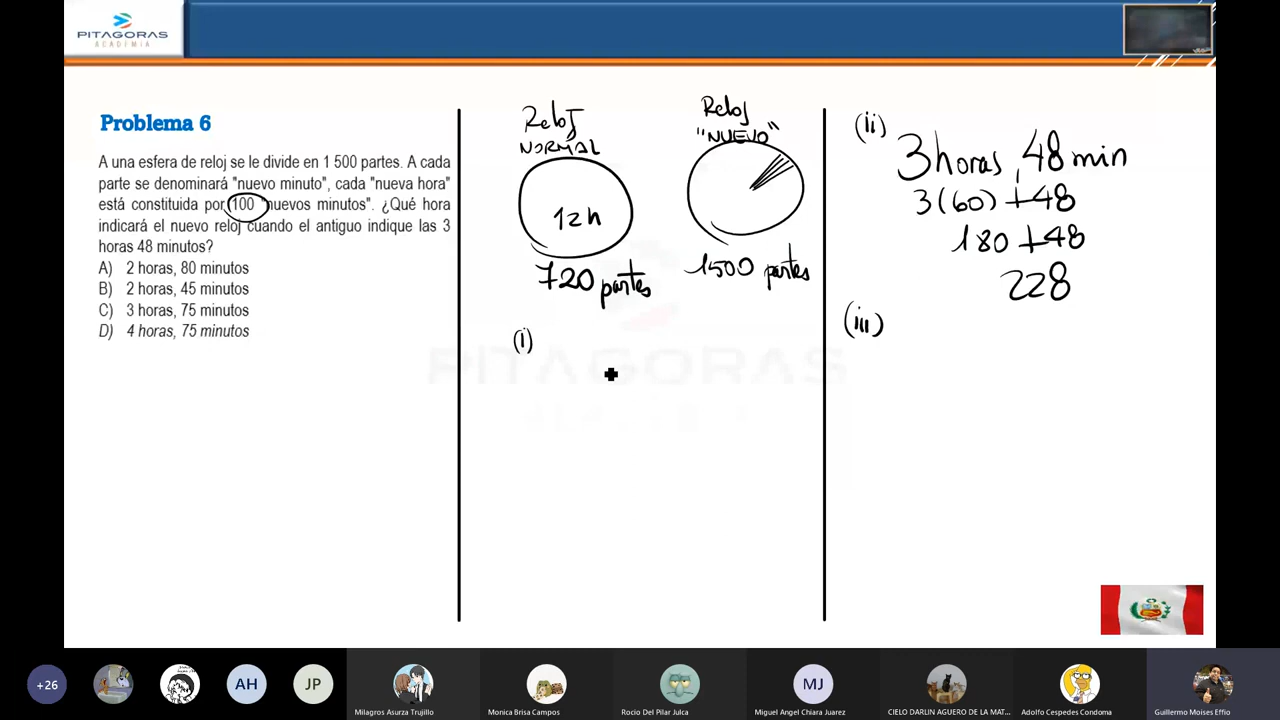 PITAGORAS
ACADEMIA
Problema 6
A una esfera de reloj se le divide en 1 500 partes. A cada
parte se denominará "nuevo minuto", cada "nueva hora"
está constituida por 100 "nuevos minutos". ¿Qué hora
indicará el nuevo reloj cuando el antiguo indique las 3
horas 48 minutos?
A) 2 horas, 80 minutos
B) 2 horas, 45 minutos
C) 3 horas, 75 minutos
D) 4 horas, 75 minutos
Reloj
NORMAL
12h
720 partes
Reloj
"NUEVO"
1500 partes
(i)
(ii)
3 horas, 48 min
3(60) + 48
180 + 48
228
(iii)
PITAGORAS
ACADEMIA
+26
AH
JP
Milagros Asurza Trujillo
Monica Brisa Campos
Rocio Del Pilar Julca
MJ
Miguel Angel Chiara Juarez
CIELO DARLIN AGUERO DE LA MAT...
Adolfo Cespedes Condoma
Guillermo Moises Effio